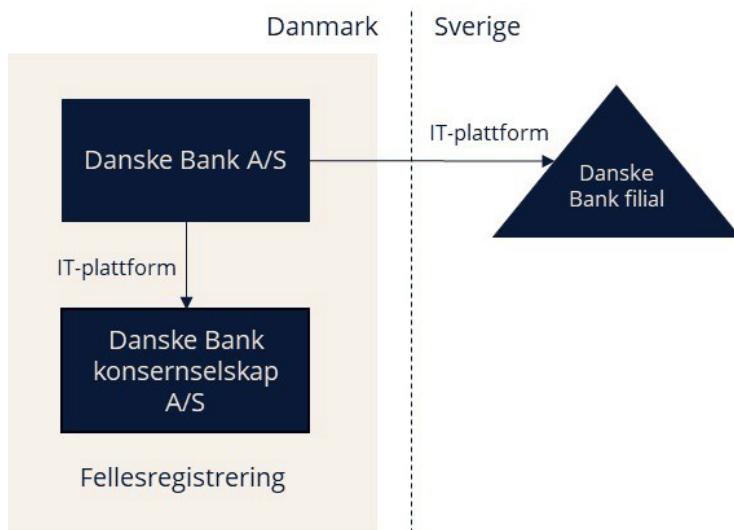 Danmark
Sverige
Danske Bank A/S
IT-plattform
Danske
Bank filial
IT-plattform
Danske Bank
konsernselskap
A/S
Fellesregistrering